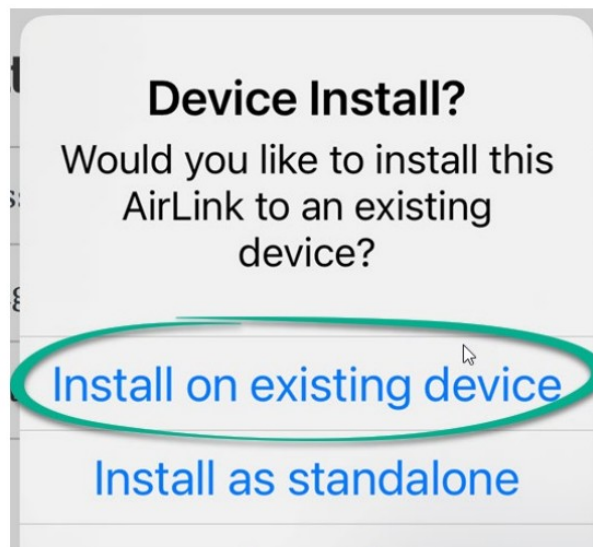 Device Install?
Would you like to install this
AirLink to an existing
device?
Install on existing device
Install as standalone